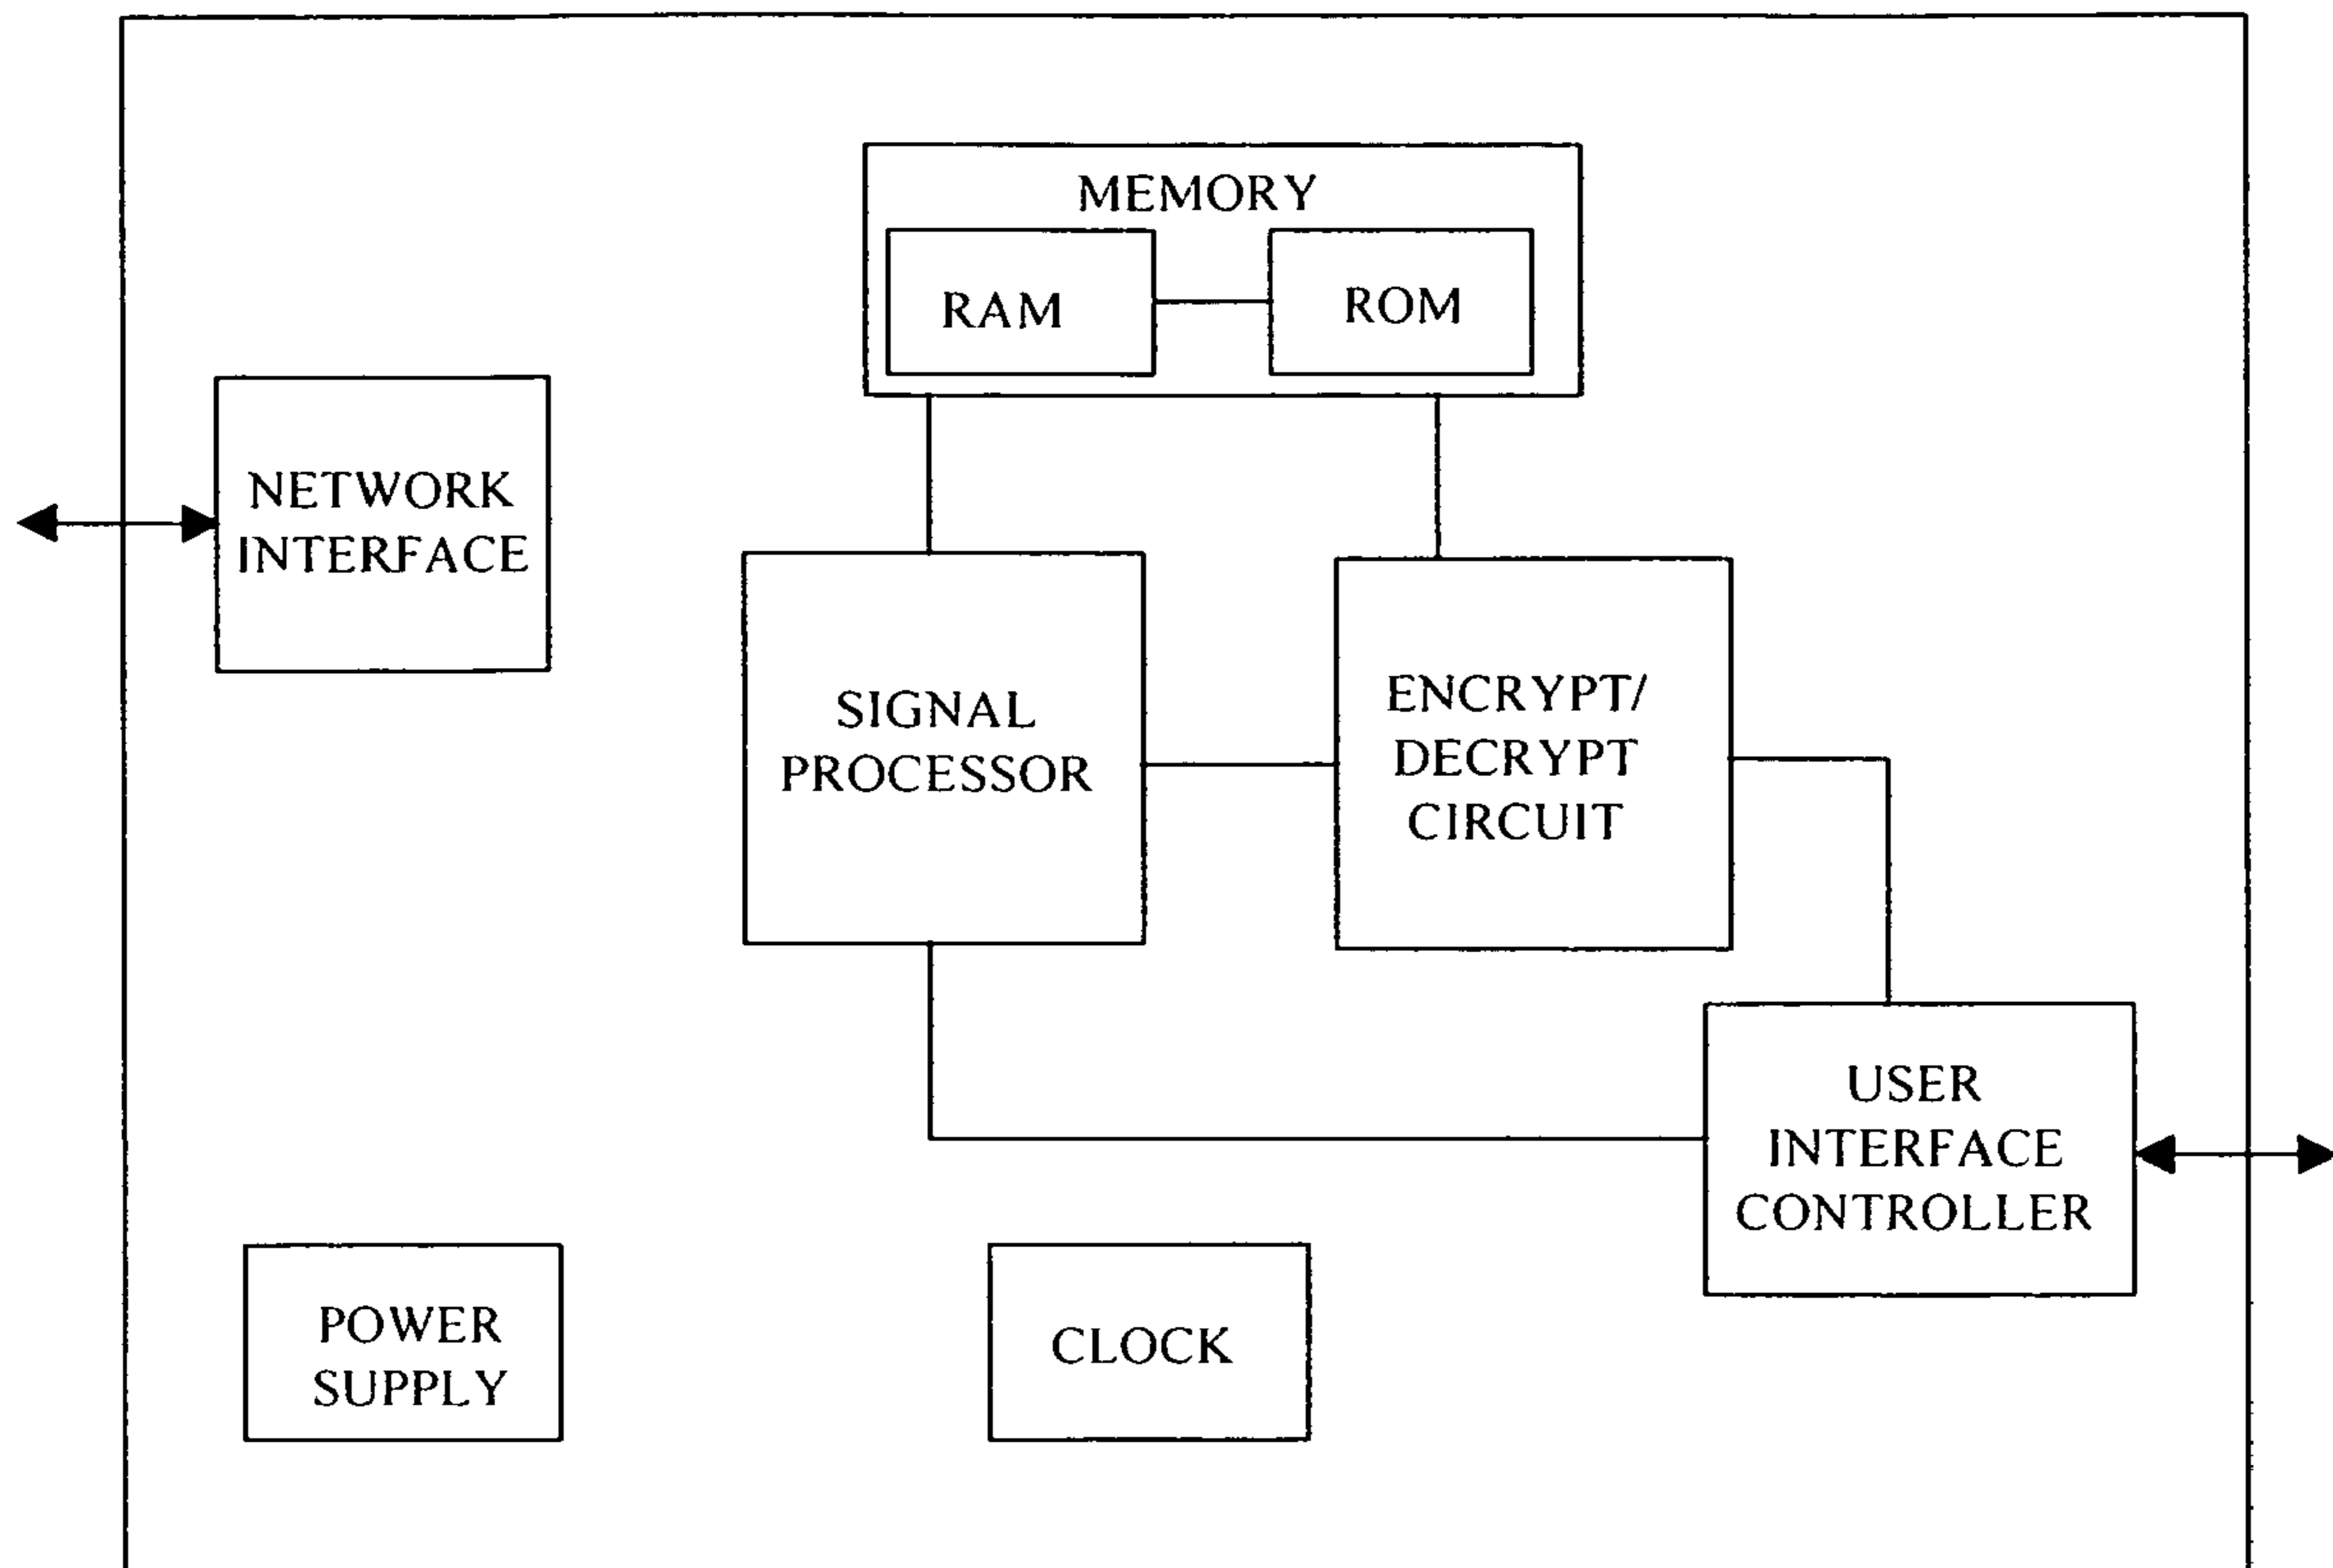 MEMORY
RAM
ROM
NETWORK
INTERFACE
SIGNAL
PROCESSOR
ENCRYPT/
DECRYPT
CIRCUIT
USER
INTERFACE
CONTROLLER
POWER
SUPPLY
CLOCK